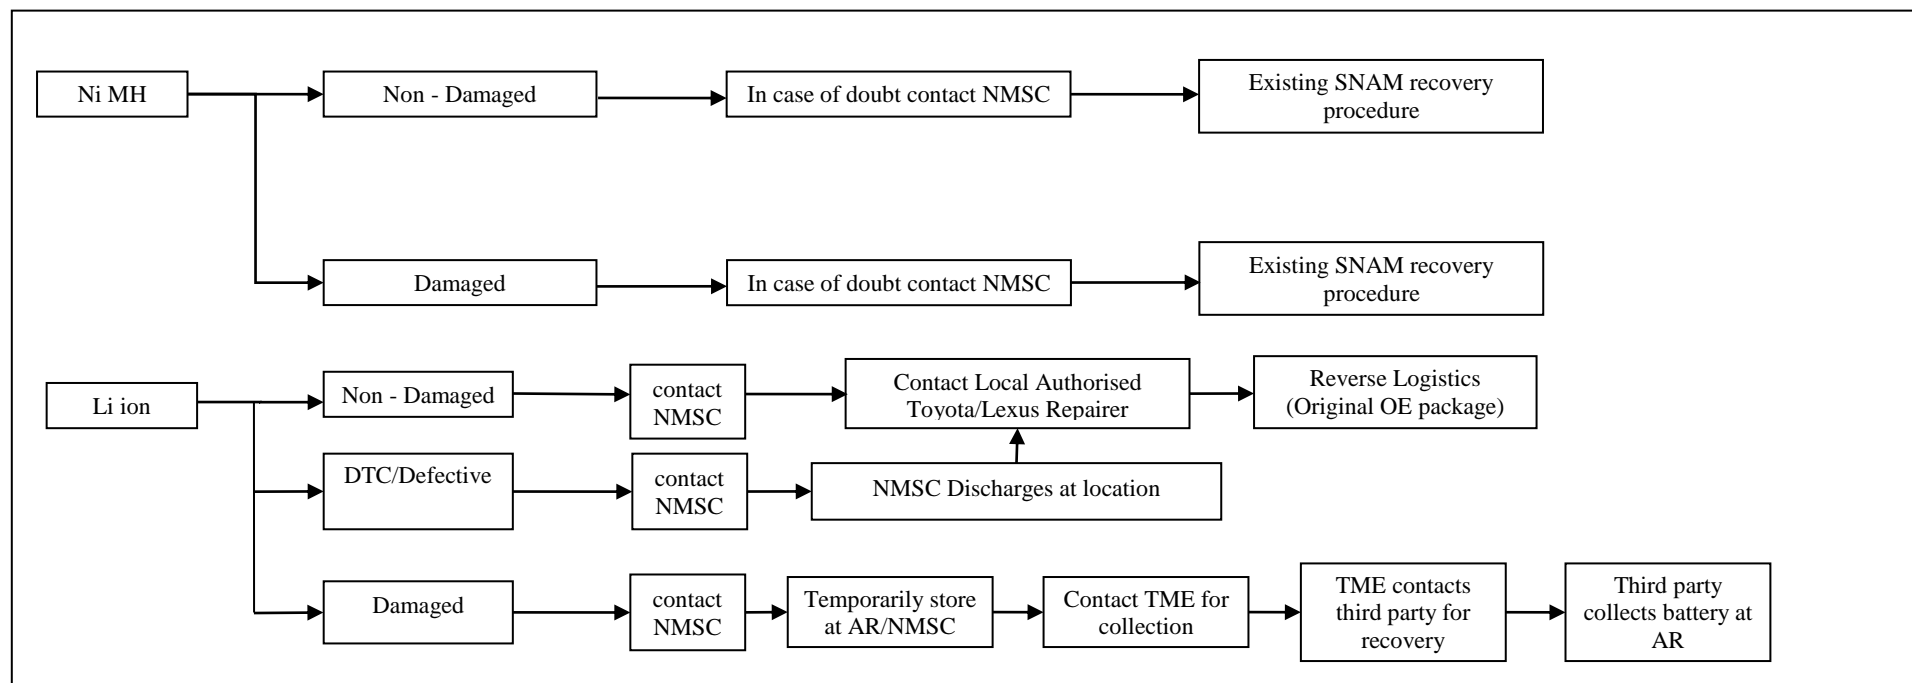 Ni MH
Non - Damaged
In case of doubt contact NMSC
Existing SNAM recovery
procedure
Damaged
In case of doubt contact NMSC
Existing SNAM recovery
procedure
Li ion
Non - Damaged
contact
NMSC
Contact Local Authorised
Toyota/Lexus Repairer
Reverse Logistics
(Original OE package)
DTC/Defective
contact
NMSC
NMSC Discharges at location
Damaged
contact
NMSC
Temporarily store
at AR/NMSC
Contact TME for
collection
TME contacts
third party for
recovery
Third party
collects battery at
AR